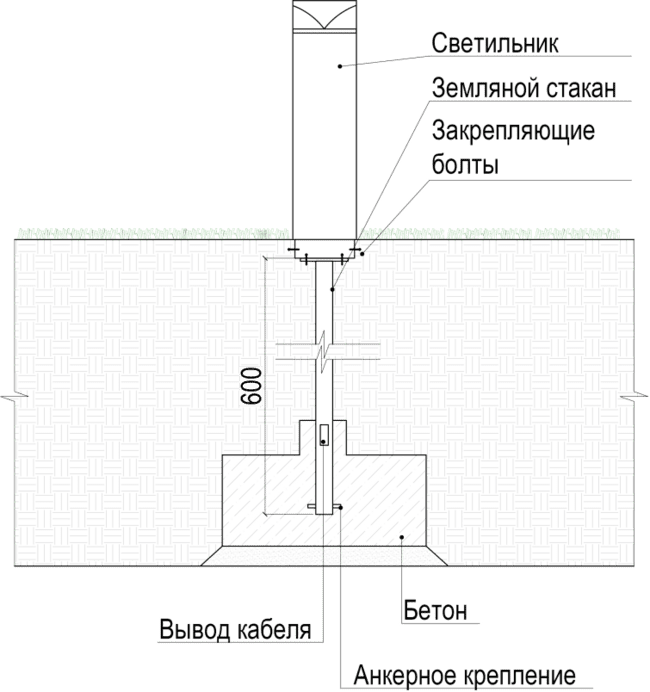 Светильник
Земляной стакан
Закрепляющие
болты
600
Бетон
Вывод кабеля
Анкерное крепление